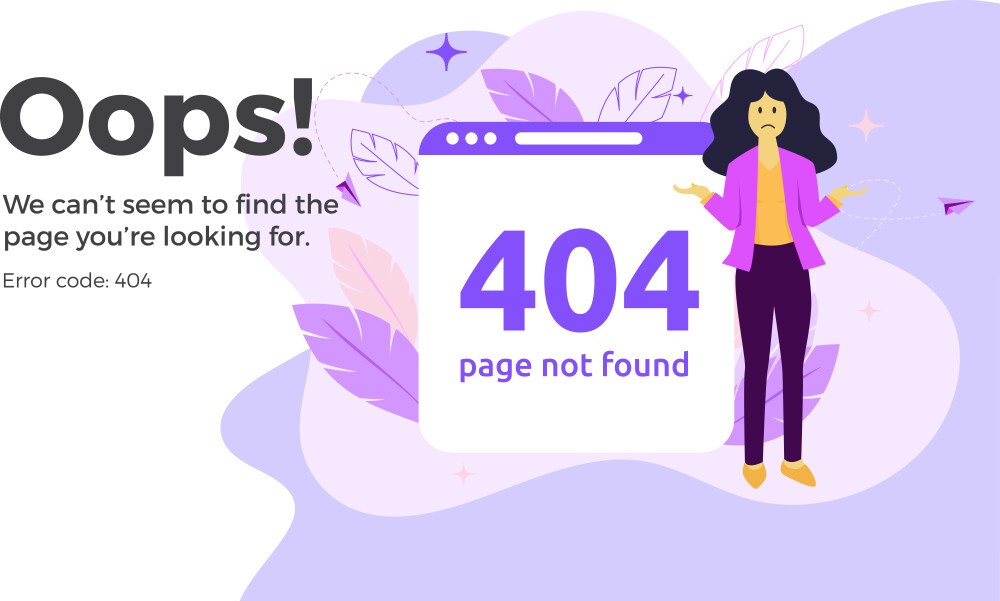 Oops!
We can’t seem to find the
page you’re looking for.
Error code: 404
404
page not found